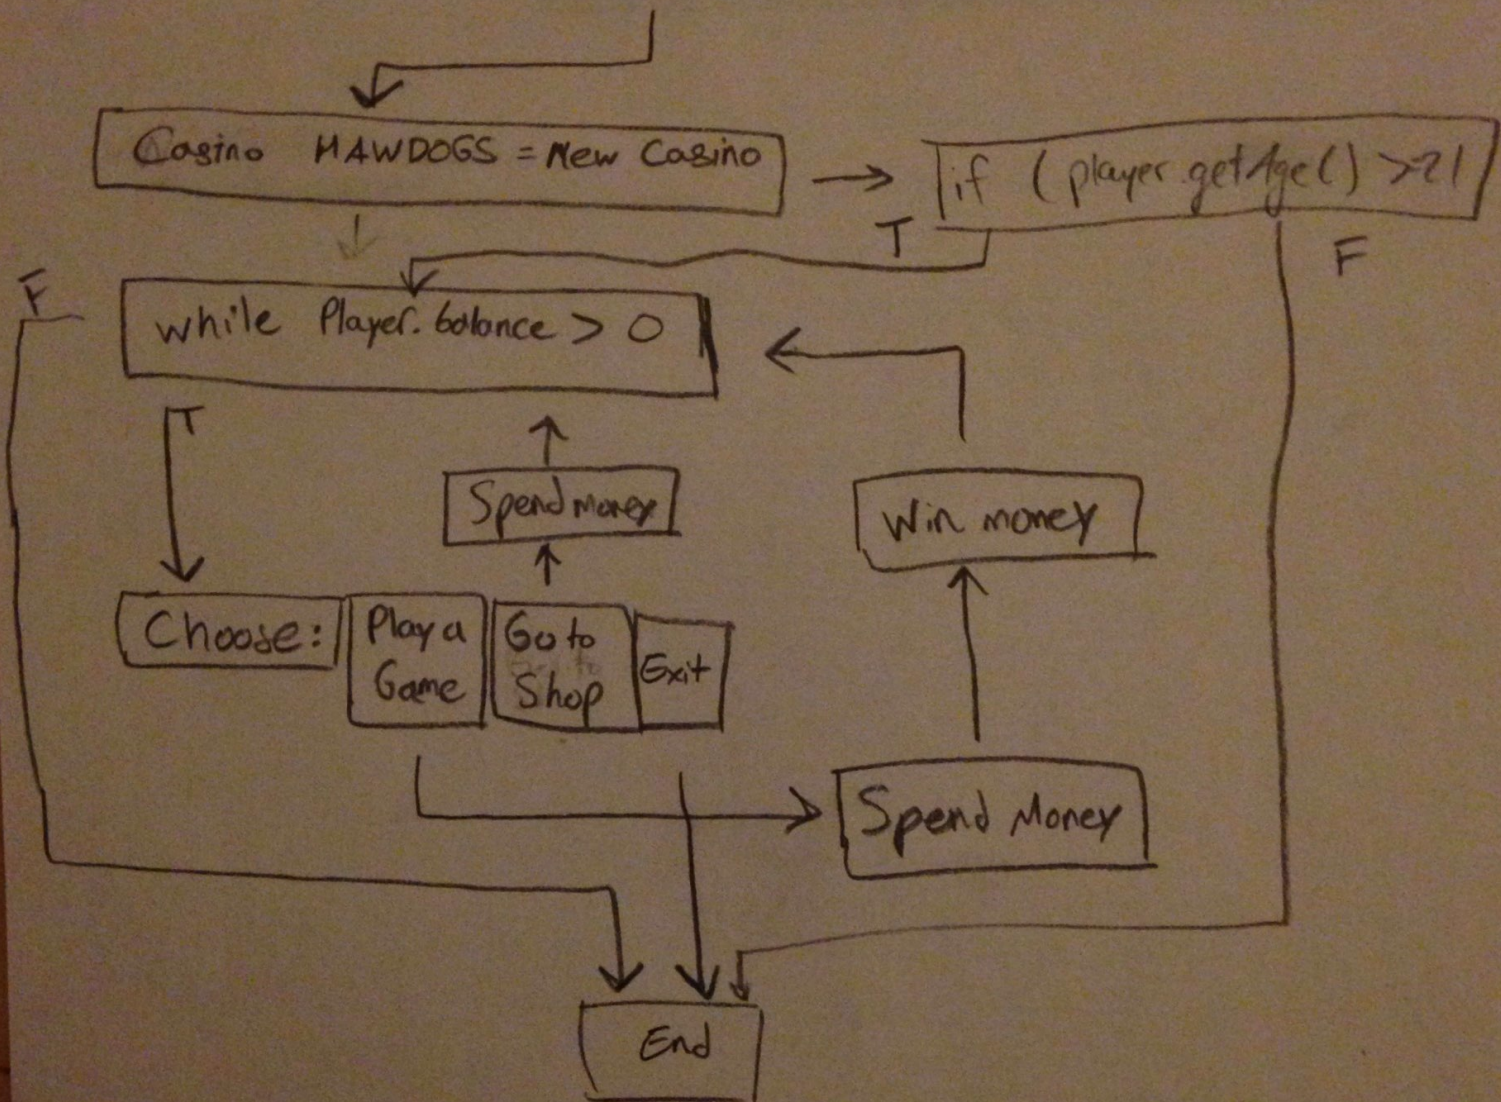 Casino HAWDOGS = New Casino
if (player.getAge() >21
T
F
F
while Player.balance > 0
T
Spend money
Win money
Choose:
Play a
Game
Go to
Shop
Exit
Spend Money
End